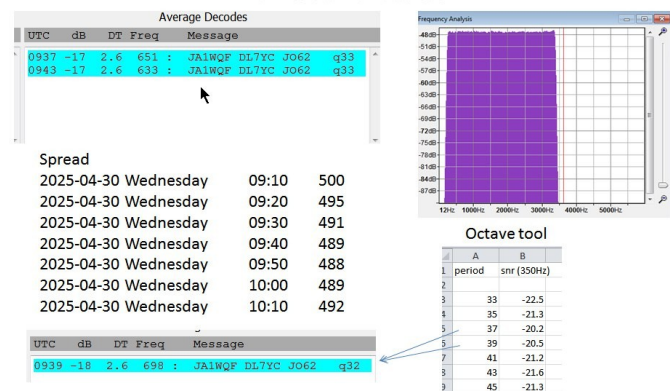 Average Decodes
UTC dB DT Freq Message
0937 -17 2.6 651 : JA1WQF DL7YC JO62 q33
0943 -17 2.6 633 : JA1WQF DL7YC JO62 q33
Spread
2025-04-30 Wednesday 09:10 500
2025-04-30 Wednesday 09:20 495
2025-04-30 Wednesday 09:30 491
2025-04-30 Wednesday 09:40 489
2025-04-30 Wednesday 09:50 488
2025-04-30 Wednesday 10:00 489
2025-04-30 Wednesday 10:10 492
UTC dB DT Freq Message
0939 -18 2.6 698 : JA1WQF DL7YC JO62 q32
Frequency Analysis
-48dB
-51dB
-54dB
-57dB
-60dB
-63dB
-66dB
-69dB
-72dB
-75dB
-78dB
-81dB
-84dB
-87dB
12Hz 1000Hz 2000Hz 3000Hz 4000Hz 5000Hz
Octave tool
A B
1 period snr (350Hz)
2
3 33 -22.5
4 35 -21.3
5 37 -20.2
6 39 -20.5
7 41 -21.2
8 43 -21.6
9 45 -21.3